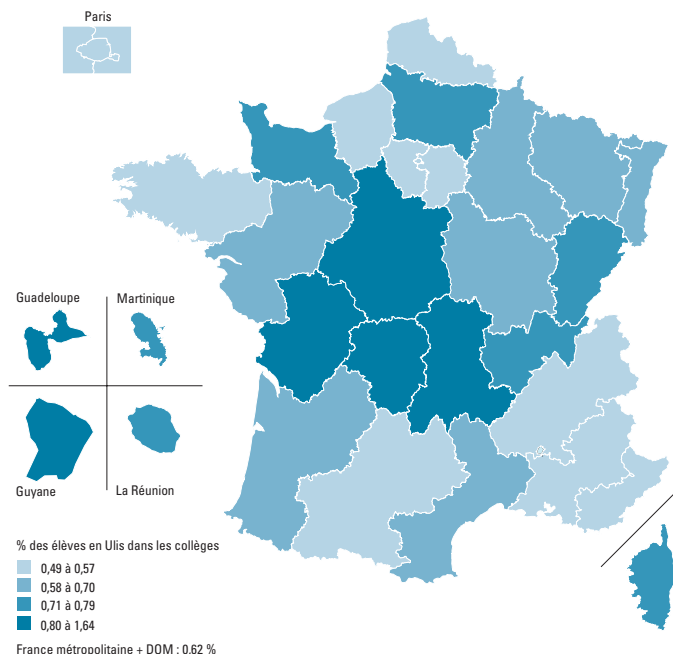 Paris
Guadeloupe
Martinique
Guyane
La Réunion
% des élèves en Ulis dans les collèges
0,49 à 0,57
0,58 à 0,70
0,71 à 0,79
0,80 à 1,64
France métropolitaine + DOM : 0,62 %